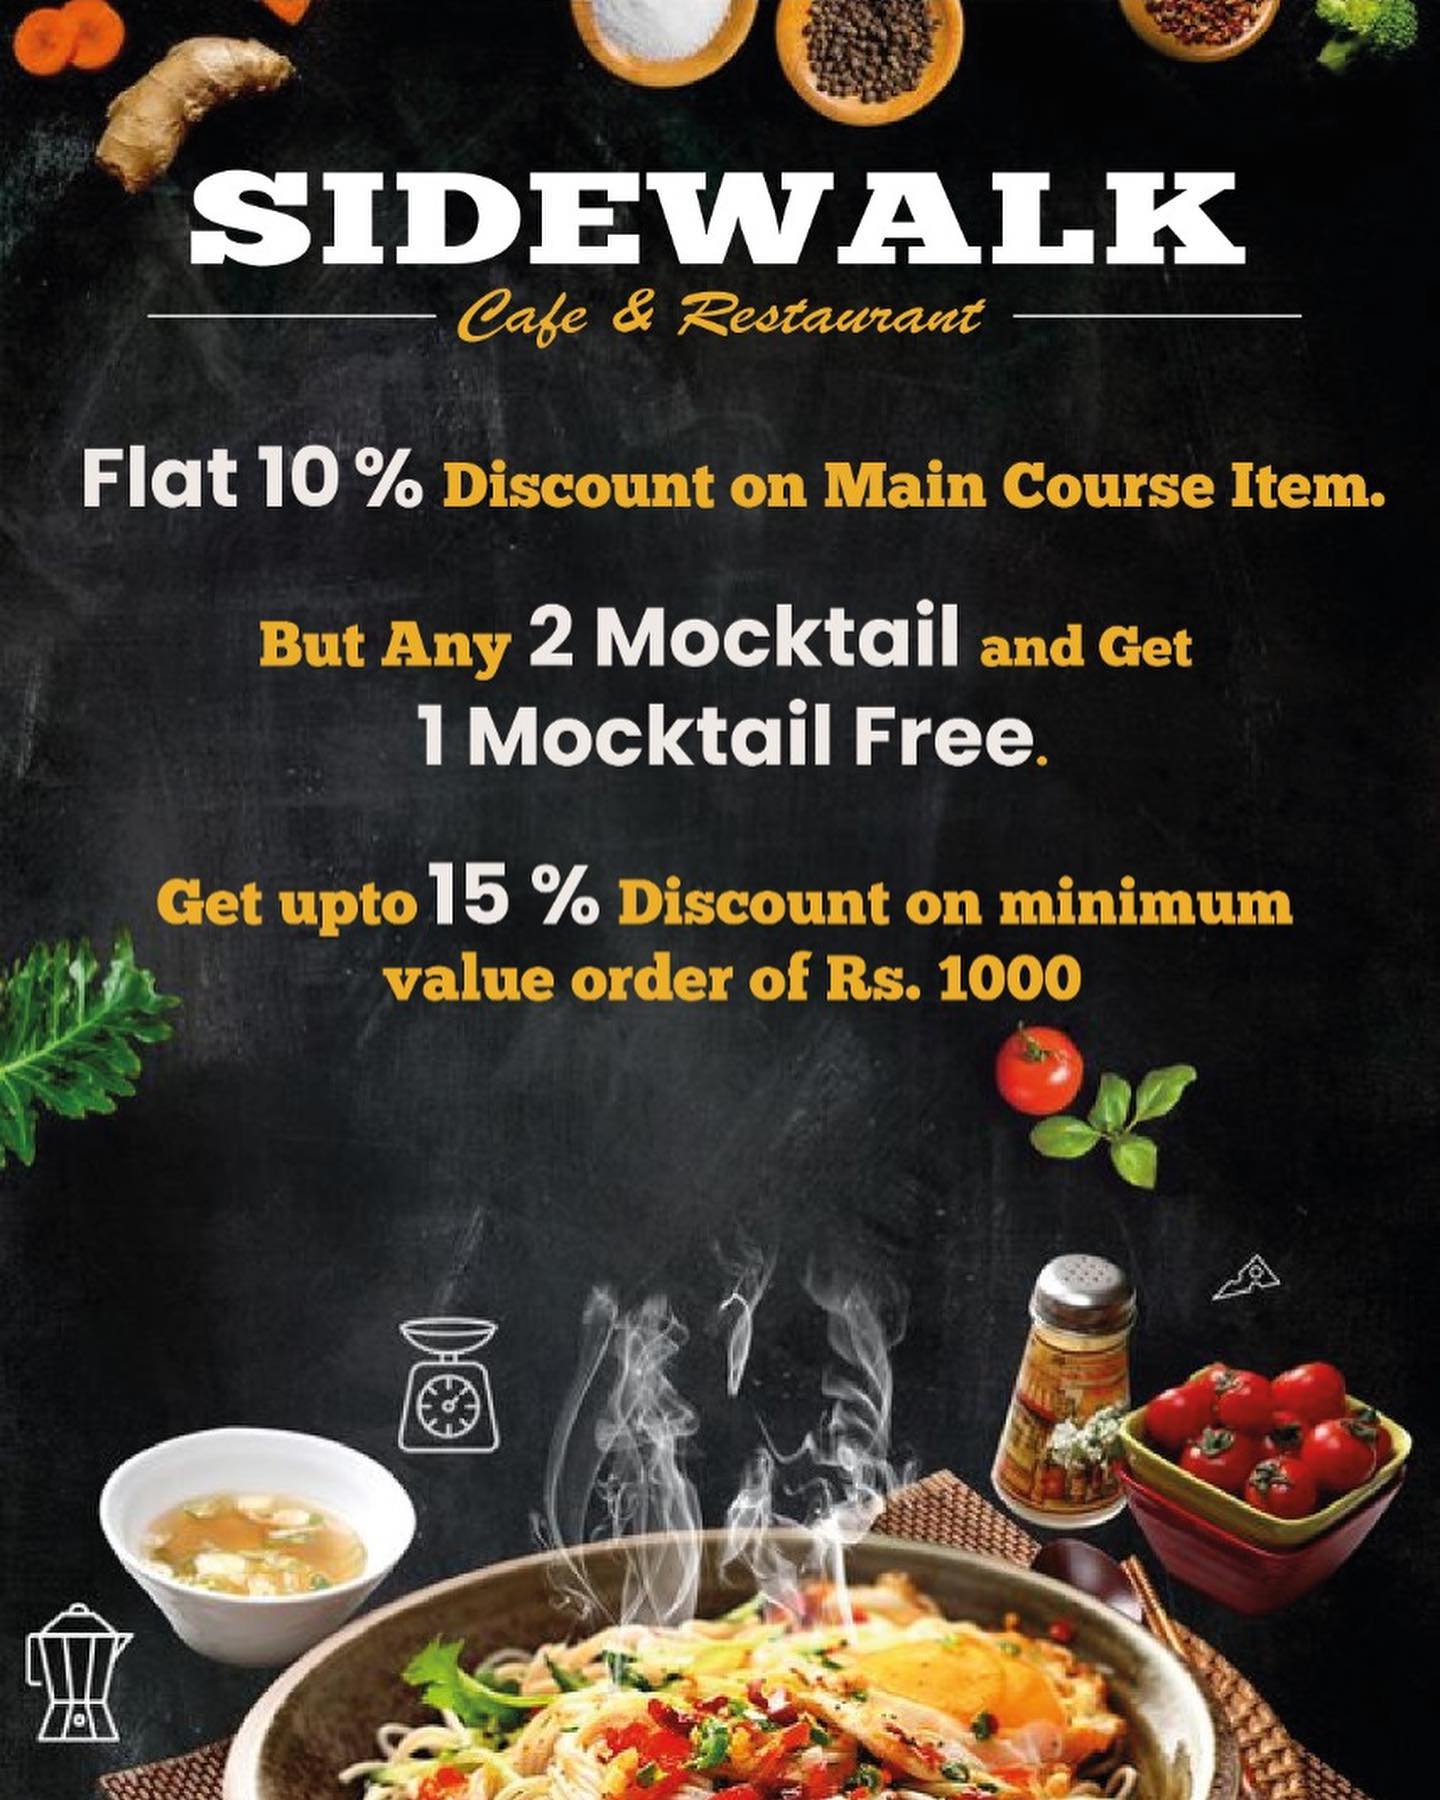 SIDEWALK
Cafe & Restaurant
Flat 10 % Discount on Main Course Item.
But Any 2 Mocktail and Get
1 Mocktail Free.
Get upto 15 % Discount on minimum
value order of Rs. 1000